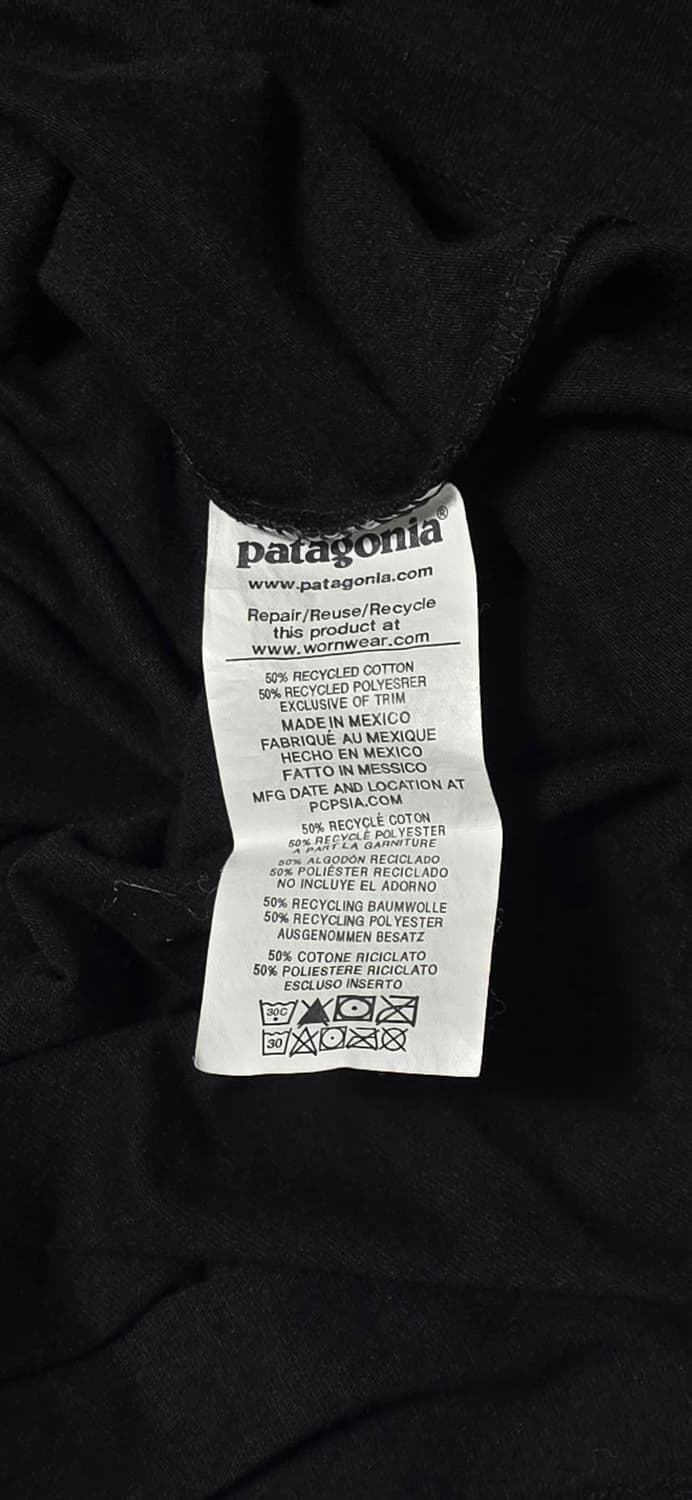 patagonia®
www.patagonia.com
Repair/Reuse/Recycle
this product at
www.wornwear.com
50% RECYCLED COTTON
50% RECYCLED POLYESRER
EXCLUSIVE OF TRIM
MADE IN MEXICO
FABRIQUÉ AU MEXIQUE
HECHO EN MEXICO
FATTO IN MESSICO
MFG DATE AND LOCATION AT
PCPSIA.COM
50% RECYCLÉ COTON
50% RECYCLÉ POLYESTER
A PART LA GARNITURE
50% ALGODÓN RECICLADO
50% POLIÉSTER RECICLADO
NO INCLUYE EL ADORNO
50% RECYCLING BAUMWOLLE
50% RECYCLING POLYESTER
AUSGENOMMEN BESATZ
50% COTONE RICICLATO
50% POLIESTERE RICICLATO
ESCLUSO INSERTO
30C
30